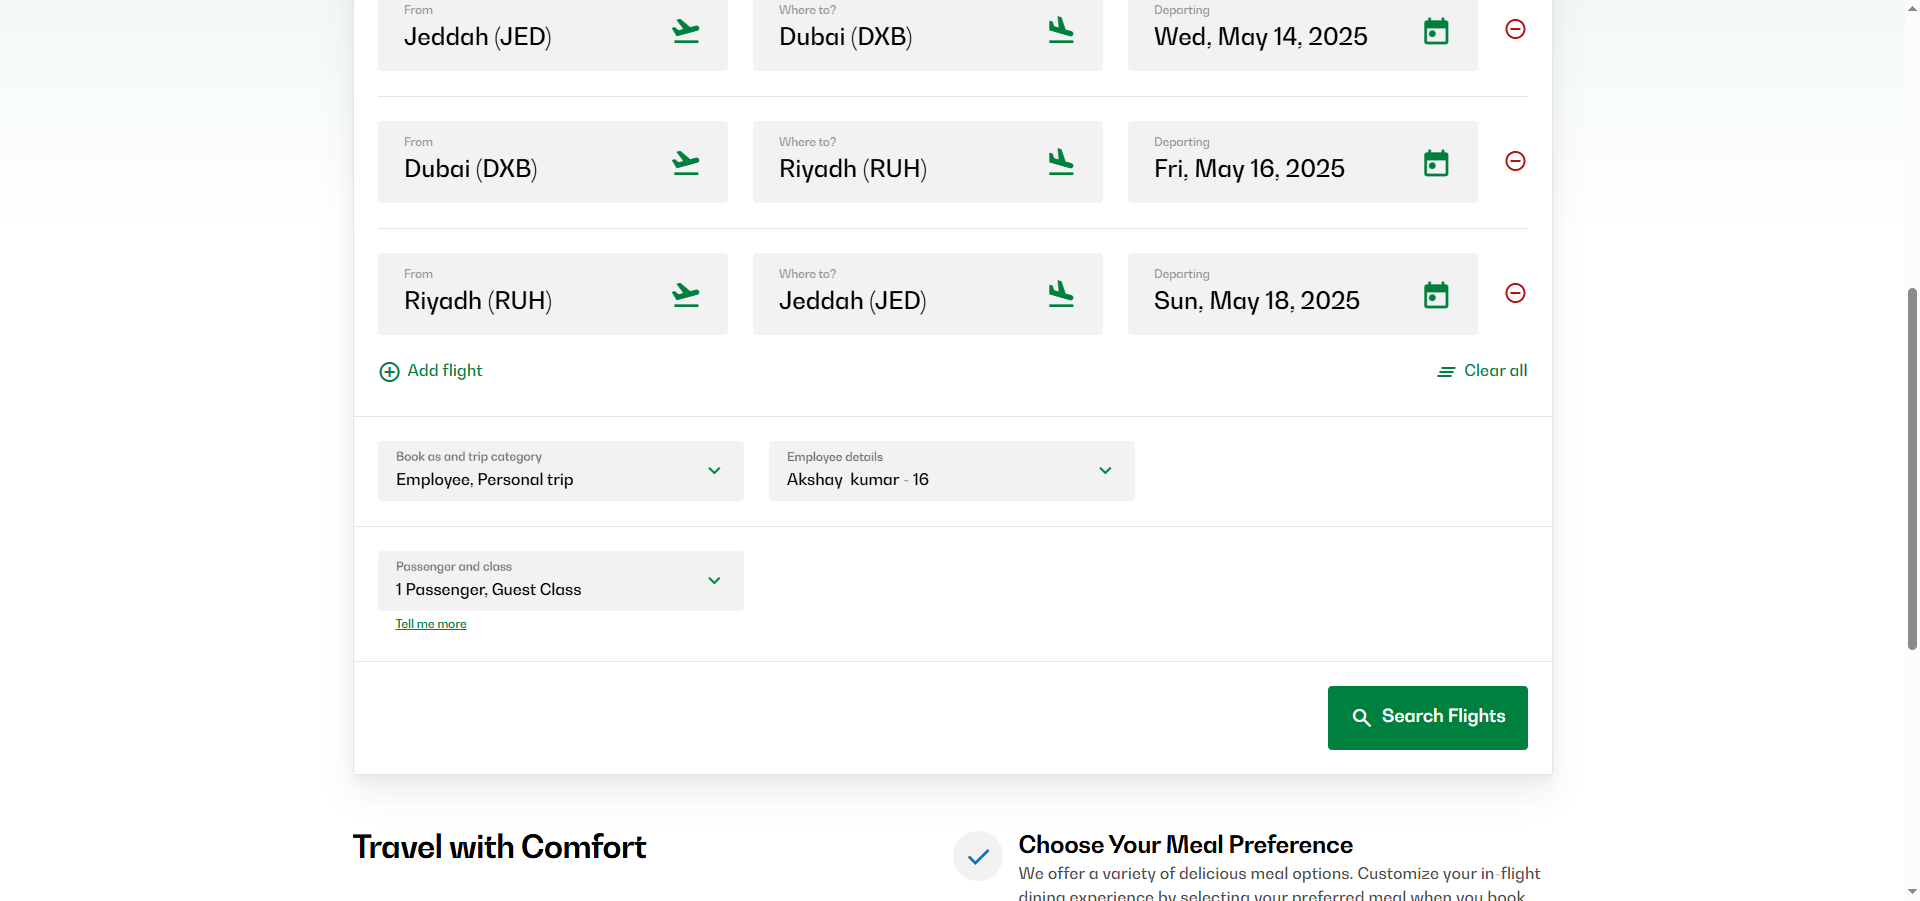 From
Jeddah (JED)
Where to?
Dubai (DXB)
Departing
Wed, May 14, 2025
From
Dubai (DXB)
Where to?
Riyadh (RUH)
Departing
Fri, May 16, 2025
From
Riyadh (RUH)
Where to?
Jeddah (JED)
Departing
Sun, May 18, 2025
Add flight
Clear all
Book as and trip category
Employee, Personal trip
Employee details
Akshay kumar - 16
Passenger and class
1 Passenger, Guest Class
Tell me more
Search Flights
Travel with Comfort
Choose Your Meal Preference
We offer a variety of delicious meal options. Customize your in-flight
dining experience by selecting your preferred meal when you book